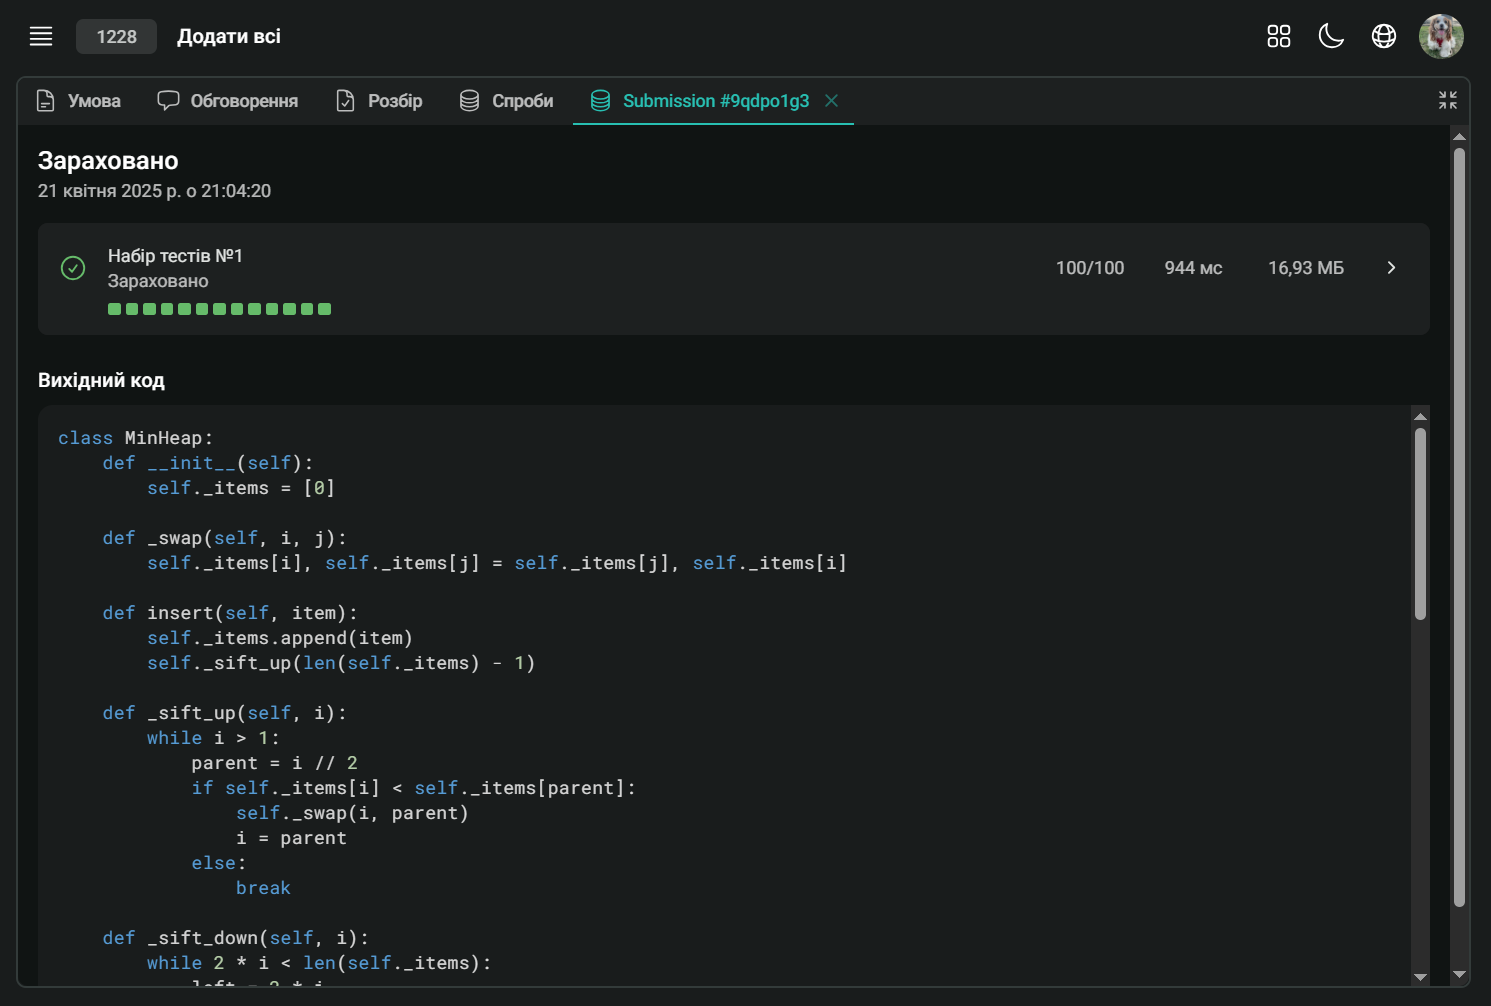 1228 Додати всі
Умова Обговорення Розбір Спроби Submission #9qdpo1g3
Зараховано
21 квітня 2025 р. о 21:04:20
Набір тестів №1
Зараховано
100/100 944 мс 16,93 МБ
Вихідний код
class MinHeap:
    def __init__(self):
        self._items = [0]
    def _swap(self, i, j):
        self._items[i], self._items[j] = self._items[j], self._items[i]
    def insert(self, item):
        self._items.append(item)
        self._sift_up(len(self._items) - 1)
    def _sift_up(self, i):
        while i > 1:
            parent = i // 2
            if self._items[i] < self._items[parent]:
                self._swap(i, parent)
                i = parent
            else:
                break
    def _sift_down(self, i):
        while 2 * i < len(self._items):
            left = 2 * i